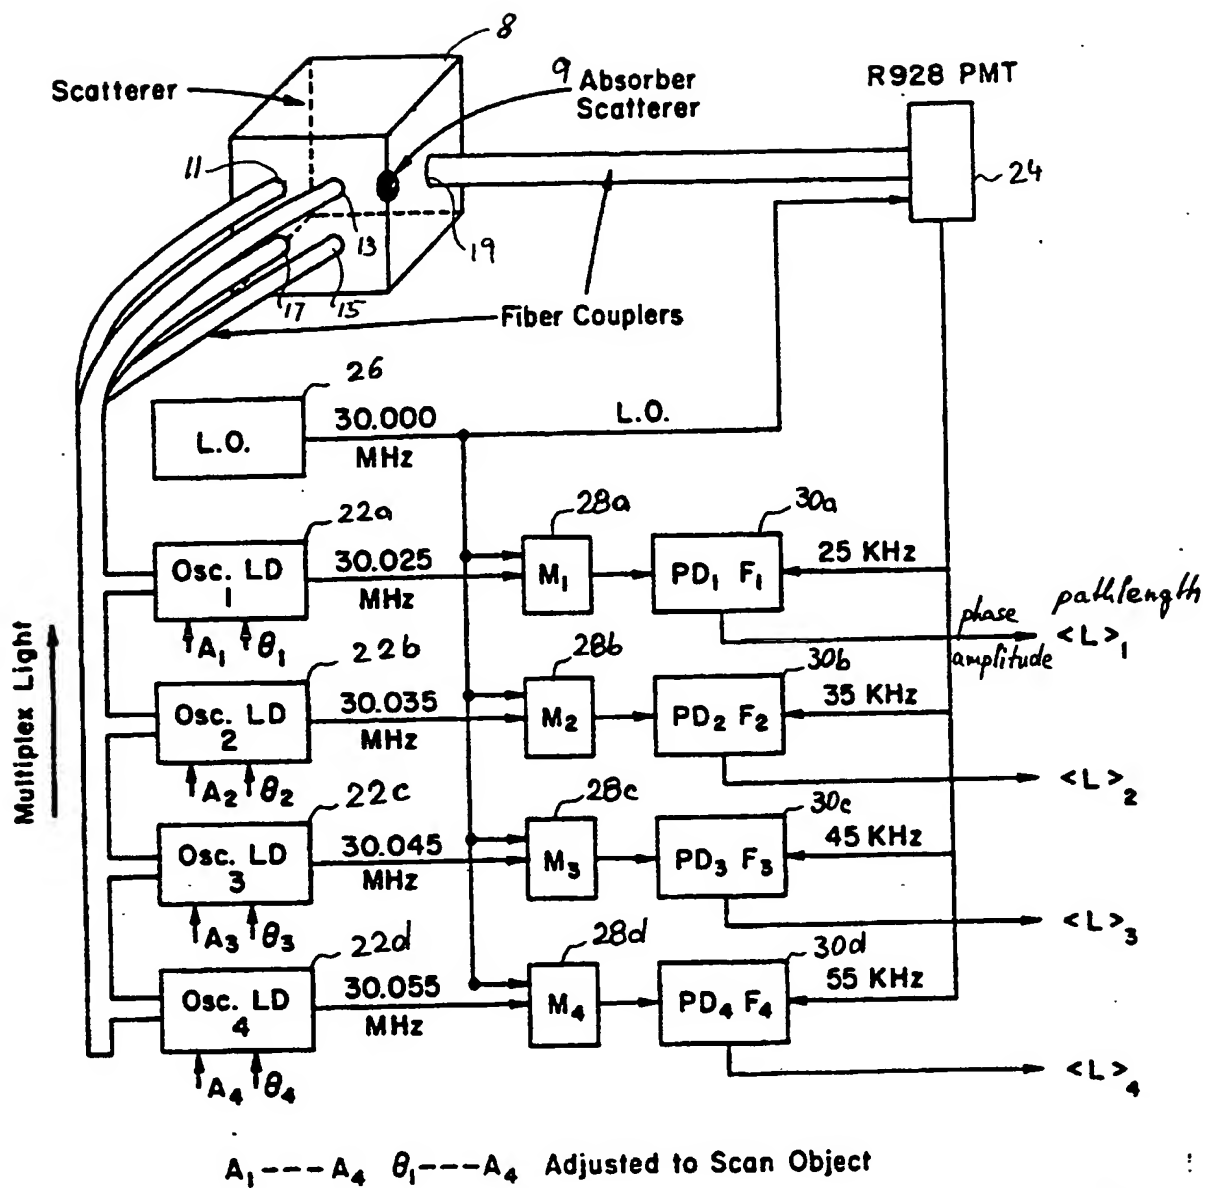 8
Scatterer
9
Absorber
Scatterer
R928 PMT
11
24
13
19
17
15
Fiber Couplers
26
L.O.
30.000
MHz
L.O.
22a
28a
30a
Osc. LD
1
30.025
MHz
M₁
PD₁ F₁
25 KHz
A₁ θ₁
phase
amplitude
pathlength
<L>₁
Multiplex Light
22b
28b
30b
Osc. LD
2
30.035
MHz
M₂
PD₂ F₂
35 KHz
A₂ θ₂
<L>₂
22c
28c
30c
Osc. LD
3
30.045
MHz
M₃
PD₃ F₃
45 KHz
A₃ θ₃
<L>₃
22d
28d
30d
Osc. LD
4
30.055
MHz
M₄
PD₄ F₄
55 KHz
A₄ θ₄
<L>₄
A₁---A₄ θ₁---A₄ Adjusted to Scan Object